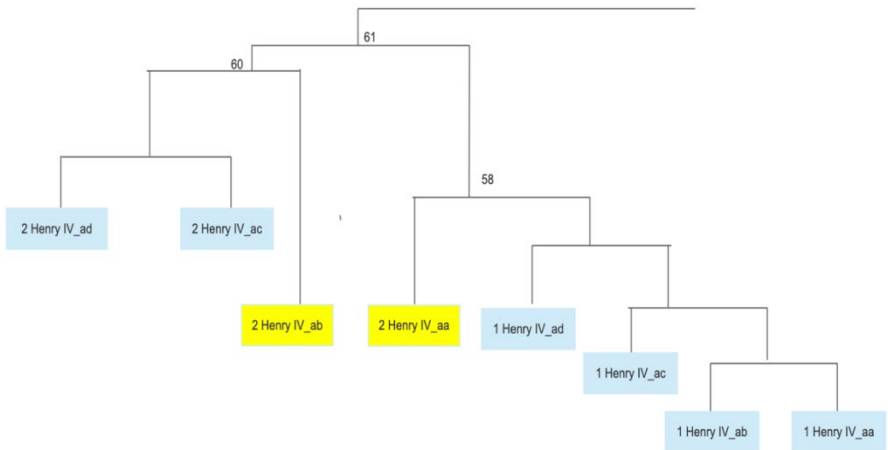 61
60
58
2 Henry IV_ad
2 Henry IV_ac
2 Henry IV_ab
2 Henry IV_aa
1 Henry IV_ad
1 Henry IV_ac
1 Henry IV_ab
1 Henry IV_aa